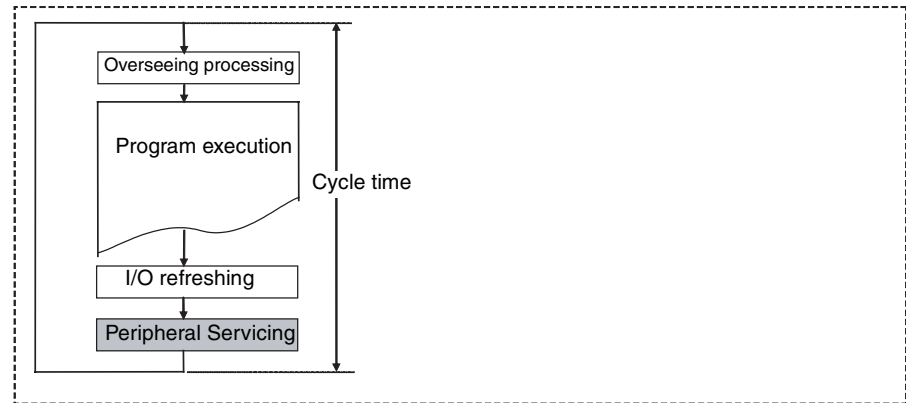 Overseeing processing
Program execution
Cycle time
I/O refreshing
Peripheral Servicing